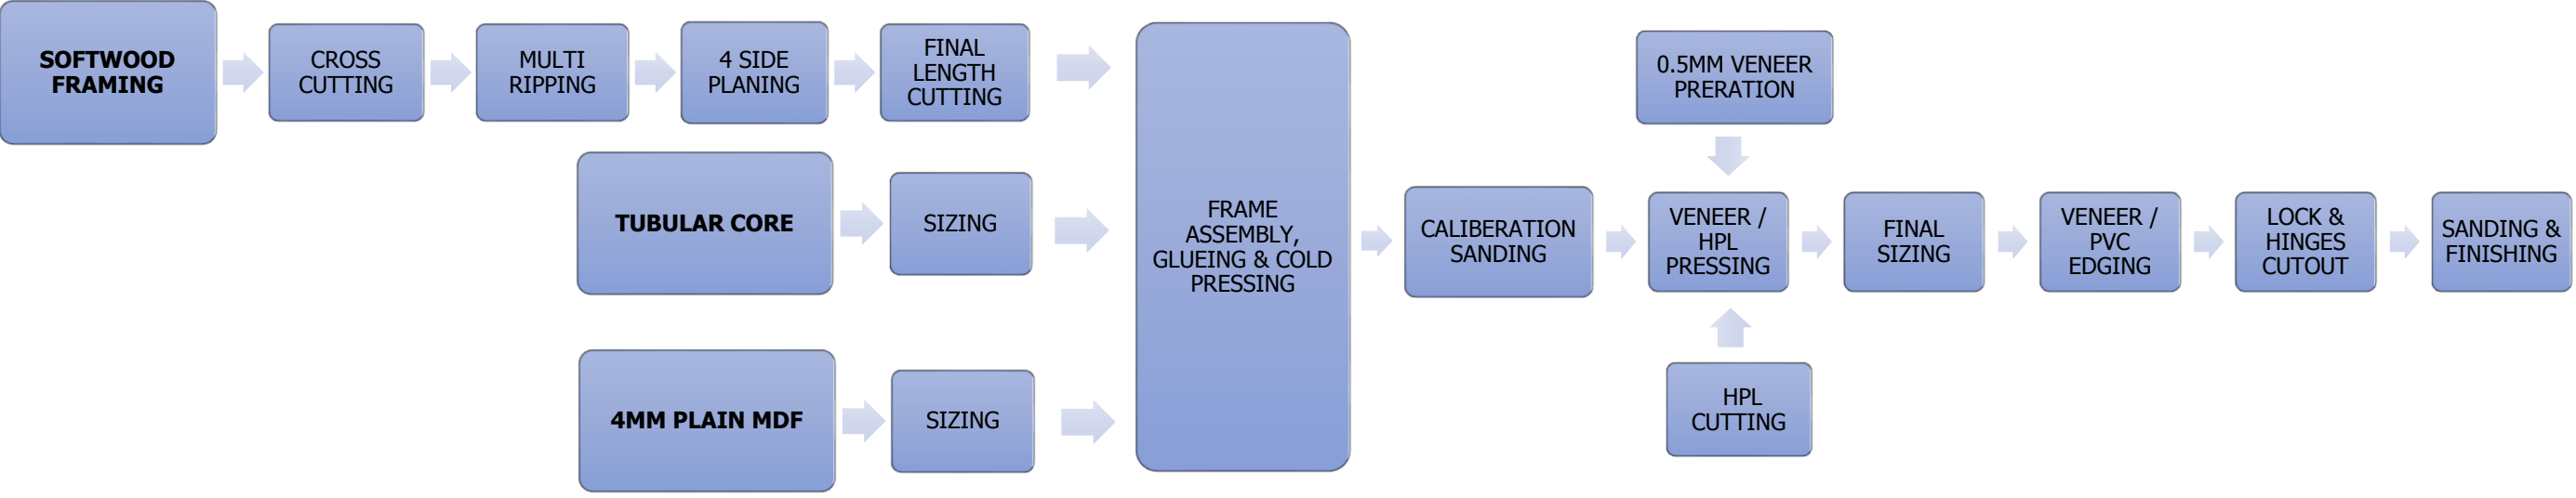 SOFTWOOD
FRAMING
CROSS
CUTTING
MULTI
RIPPING
4 SIDE
PLANING
FINAL
LENGTH
CUTTING
TUBULAR CORE
SIZING
4MM PLAIN MDF
SIZING
FRAME
ASSEMBLY,
GLUEING & COLD
PRESSING
CALIBERATION
SANDING
0.5MM VENEER
PRERATION
VENEER /
HPL
PRESSING
HPL
CUTTING
FINAL
SIZING
VENEER /
PVC
EDGING
LOCK &
HINGES
CUTOUT
SANDING &
FINISHING